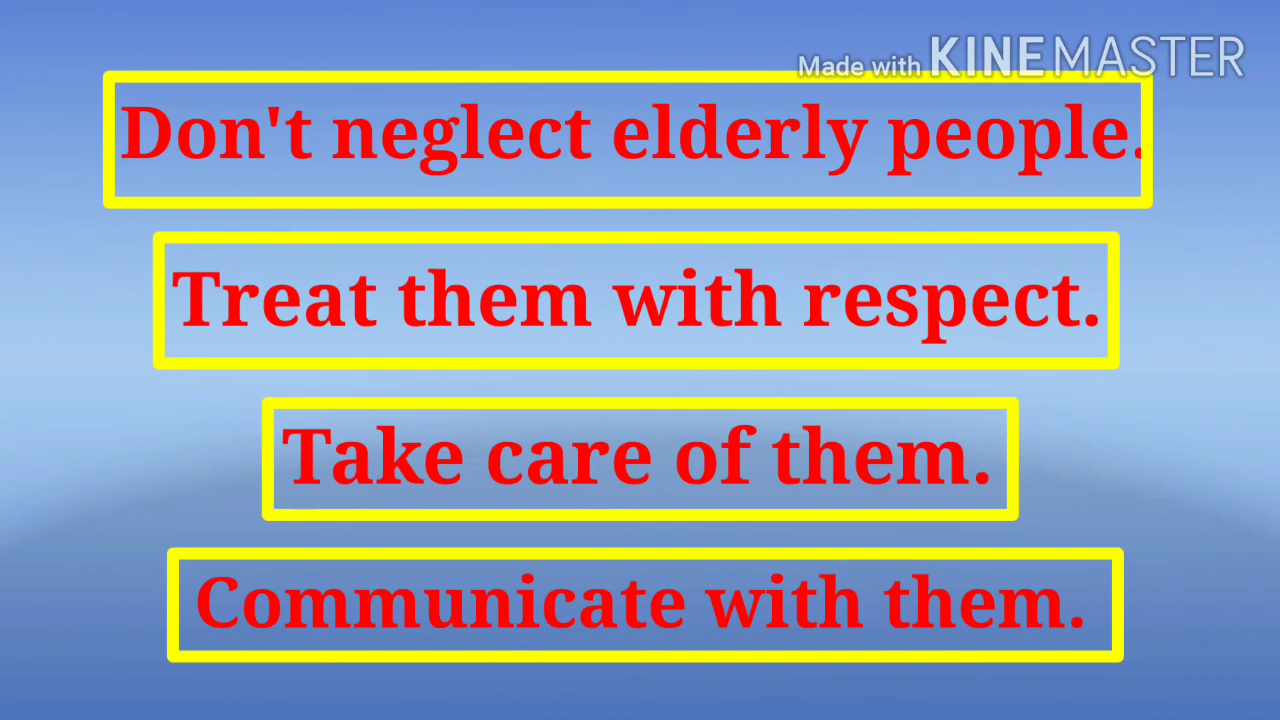 Made with KINEMASTER
Don't neglect elderly people.
Treat them with respect.
Take care of them.
Communicate with them.